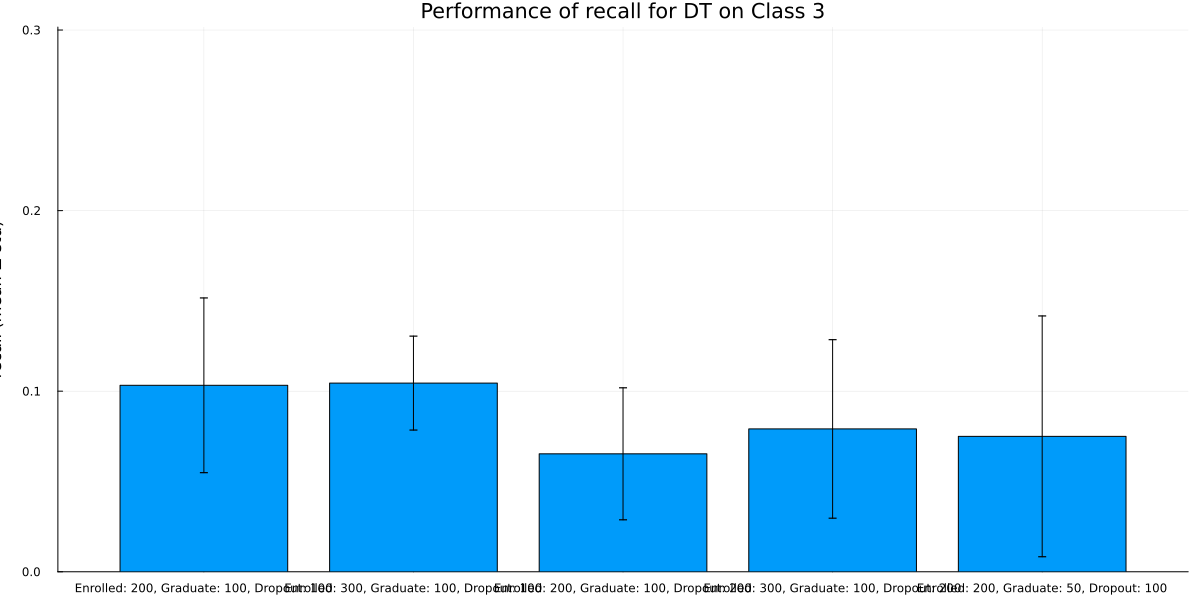 Performance of recall for DT on Class 3
0.3
0.2
0.1
0.0
Enrolled: 200, Graduate: 100, Dropout: 100
Enrolled: 300, Graduate: 100, Dropout: 100
Enrolled: 200, Graduate: 100, Dropout: 200
Enrolled: 300, Graduate: 100, Dropout: 200
Enrolled: 200, Graduate: 50, Dropout: 100